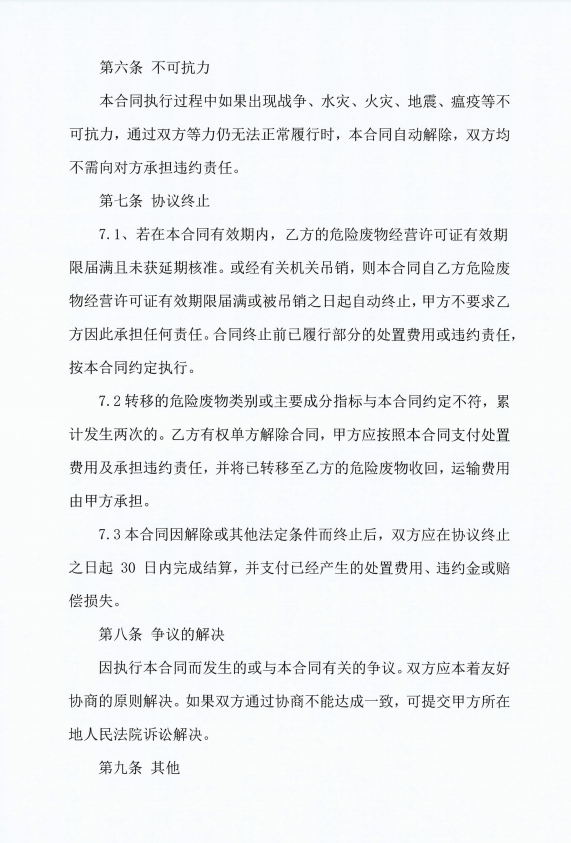 第六条 不可抗力
本合同执行过程中如果出现战争、水灾、火灾、地震、瘟疫等不
可抗力，通过双方等力仍无法正常履行时，本合同自动解除，双方均
不需向对方承担违约责任。
第七条 协议终止
7.1、若在本合同有效期内，乙方的危险废物经营许可证有效期
限届满且未获延期核准。或经有关机关吊销，则本合同自乙方危险废
物经营许可证有效期限届满或被吊销之日起自动终止，甲方不要求乙
方因此承担任何责任。合同终止前已履行部分的处置费用或违约责任，
按本合同约定执行。
7.2 转移的危险废物类别或主要成分指标与本合同约定不符，累
计发生两次的。乙方有权单方解除合同，甲方应按照本合同支付处置
费用及承担违约责任，并将已转移至乙方的危险废物收回，运输费用
由甲方承担。
7.3 本合同因解除或其他法定条件而终止后，双方应在协议终止
之日起 30 日内完成结算，并支付已经产生的处置费用、违约金或赔
偿损失。
第八条 争议的解决
因执行本合同而发生的或与本合同有关的争议。双方应本着友好
协商的原则解决。如果双方通过协商不能达成一致，可提交甲方所在
地人民法院诉讼解决。
第九条 其他